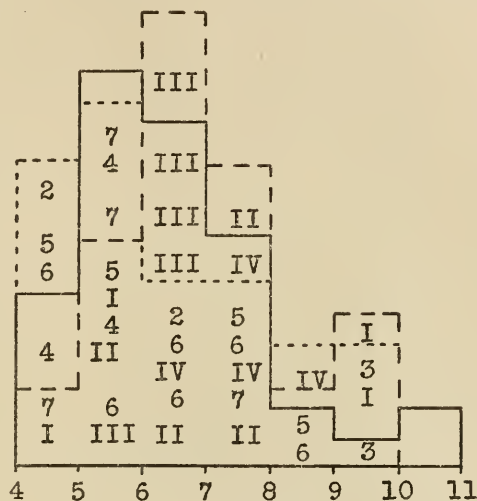 III
7
4 III
2
7 III II
5
6 5 III IV
I
4 2 5
4 II 6 6
IV IV IV 3
7 6 6 7 I
I III II II 5
6 3
4 5 6 7 8 9 10 11
I